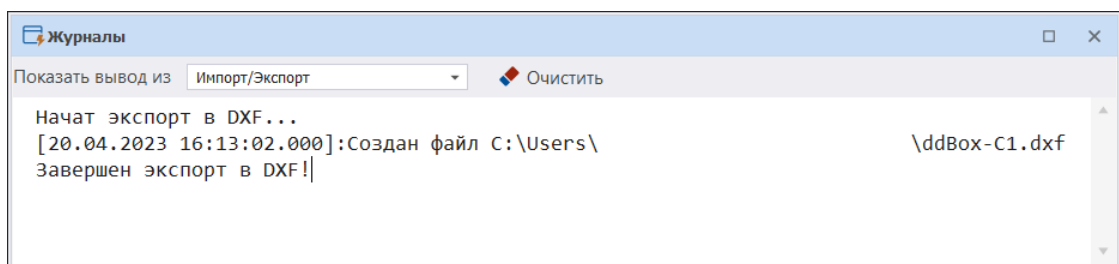 Журналы
Показать вывод из Импорт/Экспорт Очистить
Начат экспорт в DXF...
[20.04.2023 16:13:02.000]:Создан файл C:\Users\ \ddBox-C1.dxf
Завершен экспорт в DXF!